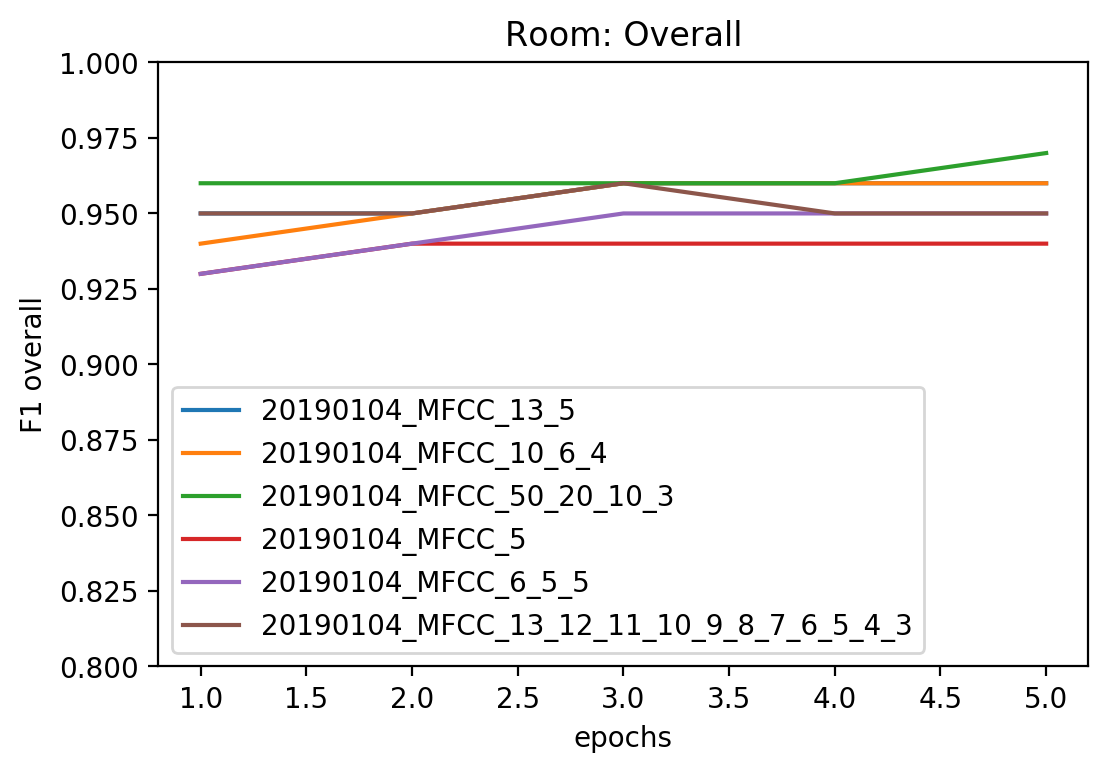 Room: Overall
1.000
0.975
0.950
0.925
0.900
0.875
0.850
0.825
0.800
F1 overall
20190104_MFCC_13_5
20190104_MFCC_10_6_4
20190104_MFCC_50_20_10_3
20190104_MFCC_5
20190104_MFCC_6_5_5
20190104_MFCC_13_12_11_10_9_8_7_6_5_4_3
1.0 1.5 2.0 2.5 3.0 3.5 4.0 4.5 5.0
epochs